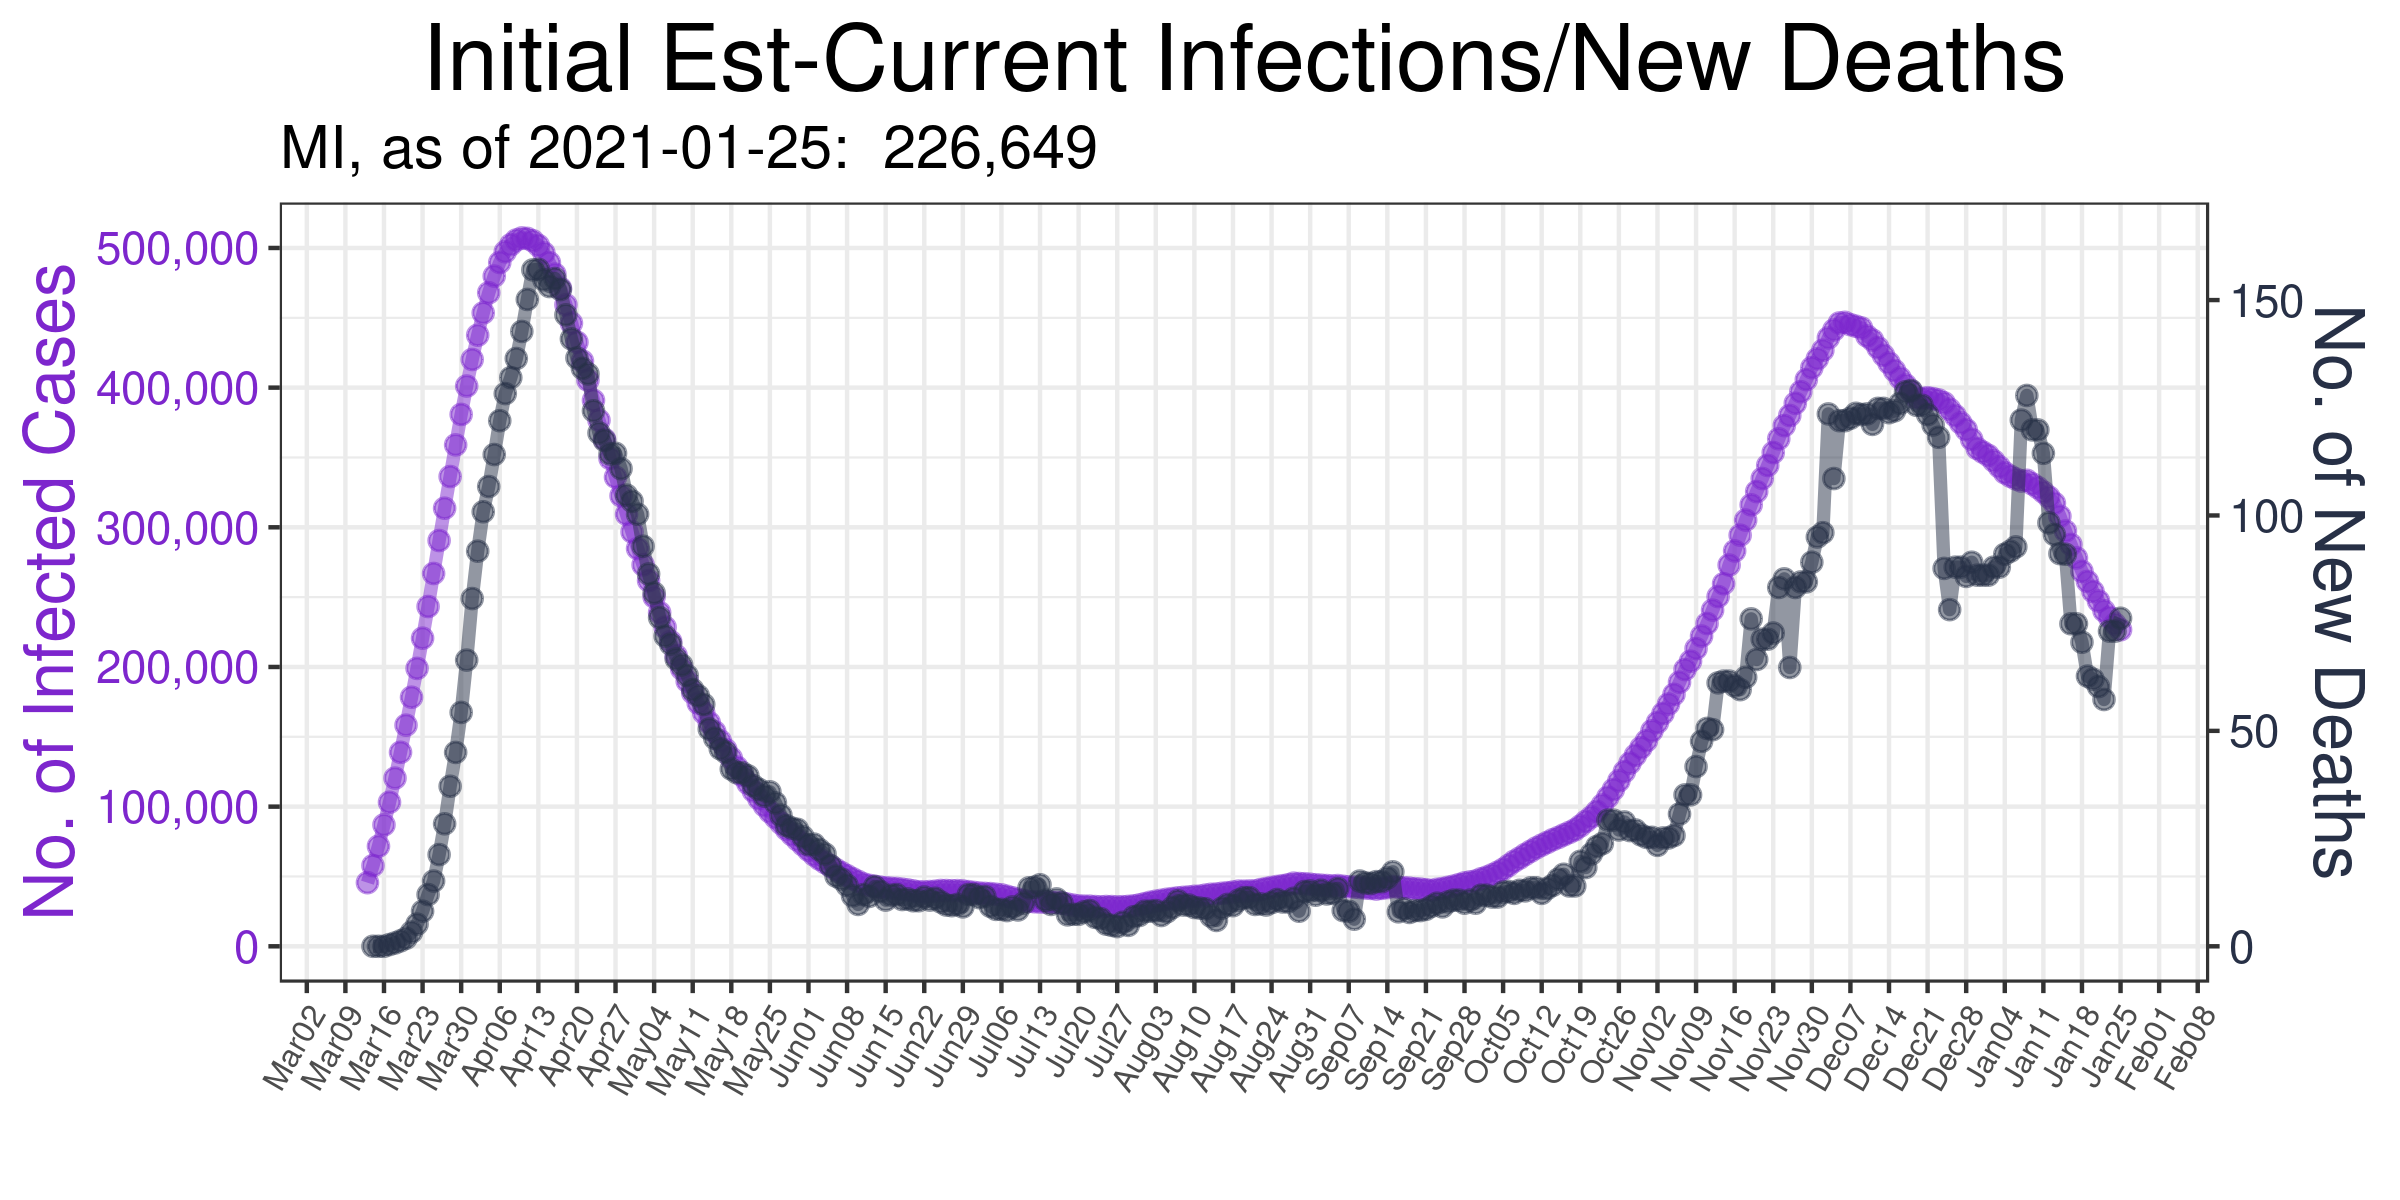 Initial Est-Current Infections/New Deaths
MI, as of 2021-01-25:  226,649
No. of Infected Cases
500,000
400,000
300,000
200,000
100,000
0
150
100
50
0
No. of New Deaths
Mar02
Mar09
Mar16
Mar23
Mar30
Apr06
Apr13
Apr20
Apr27
May04
May11
May18
May25
Jun01
Jun08
Jun15
Jun22
Jun29
Jul06
Jul13
Jul20
Jul27
Aug03
Aug10
Aug17
Aug24
Aug31
Sep07
Sep14
Sep21
Sep28
Oct05
Oct12
Oct19
Oct26
Nov02
Nov09
Nov16
Nov23
Nov30
Dec07
Dec14
Dec21
Dec28
Jan04
Jan11
Jan18
Jan25
Feb01
Feb08